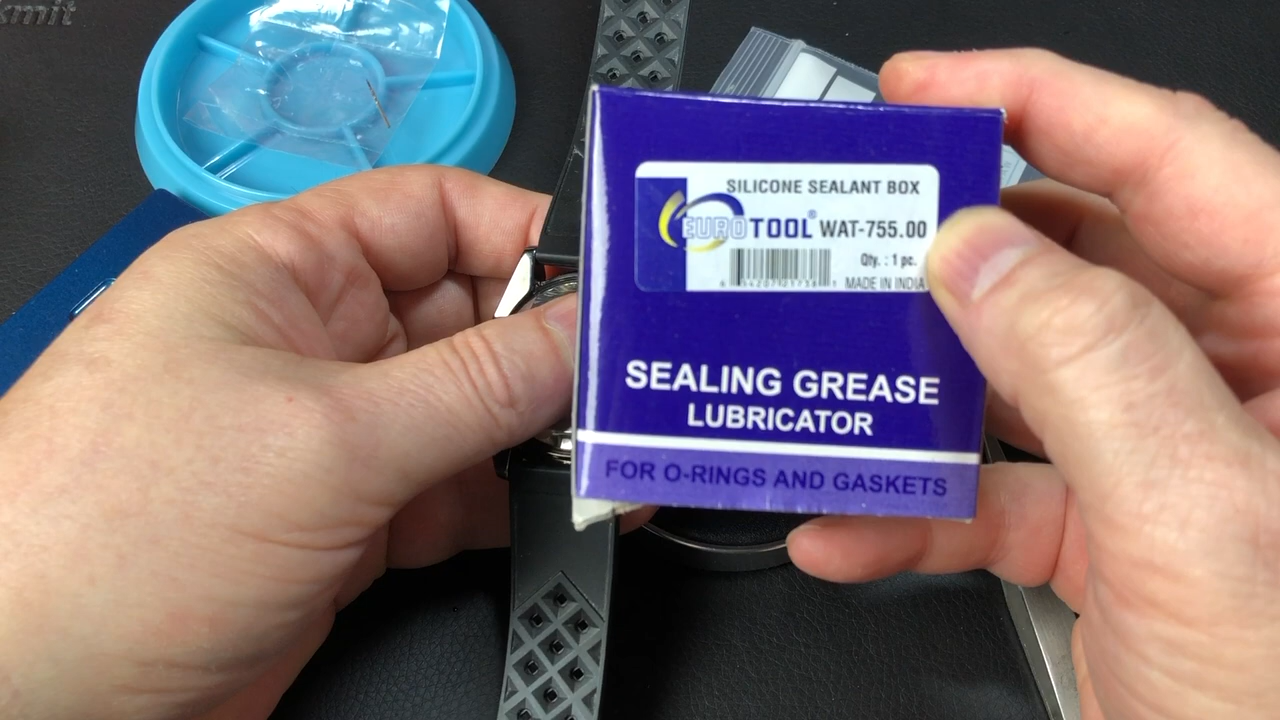 SILICONE SEALANT BOX
EUROTOOL® WAT-755.00
Qty. : 1 pc.
MADE IN INDIA
SEALING GREASE
LUBRICATOR
FOR O-RINGS AND GASKETS